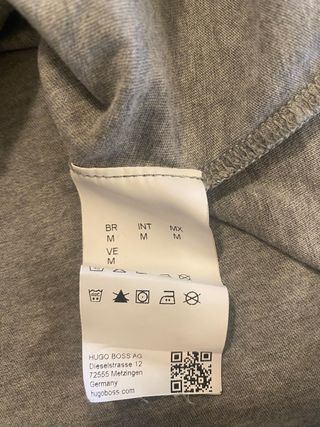 BR INT MX
M M M
VE
M
HUGO BOSS AG
Dieselstrasse 12
72555 Metzingen
Germany
hugoboss.com